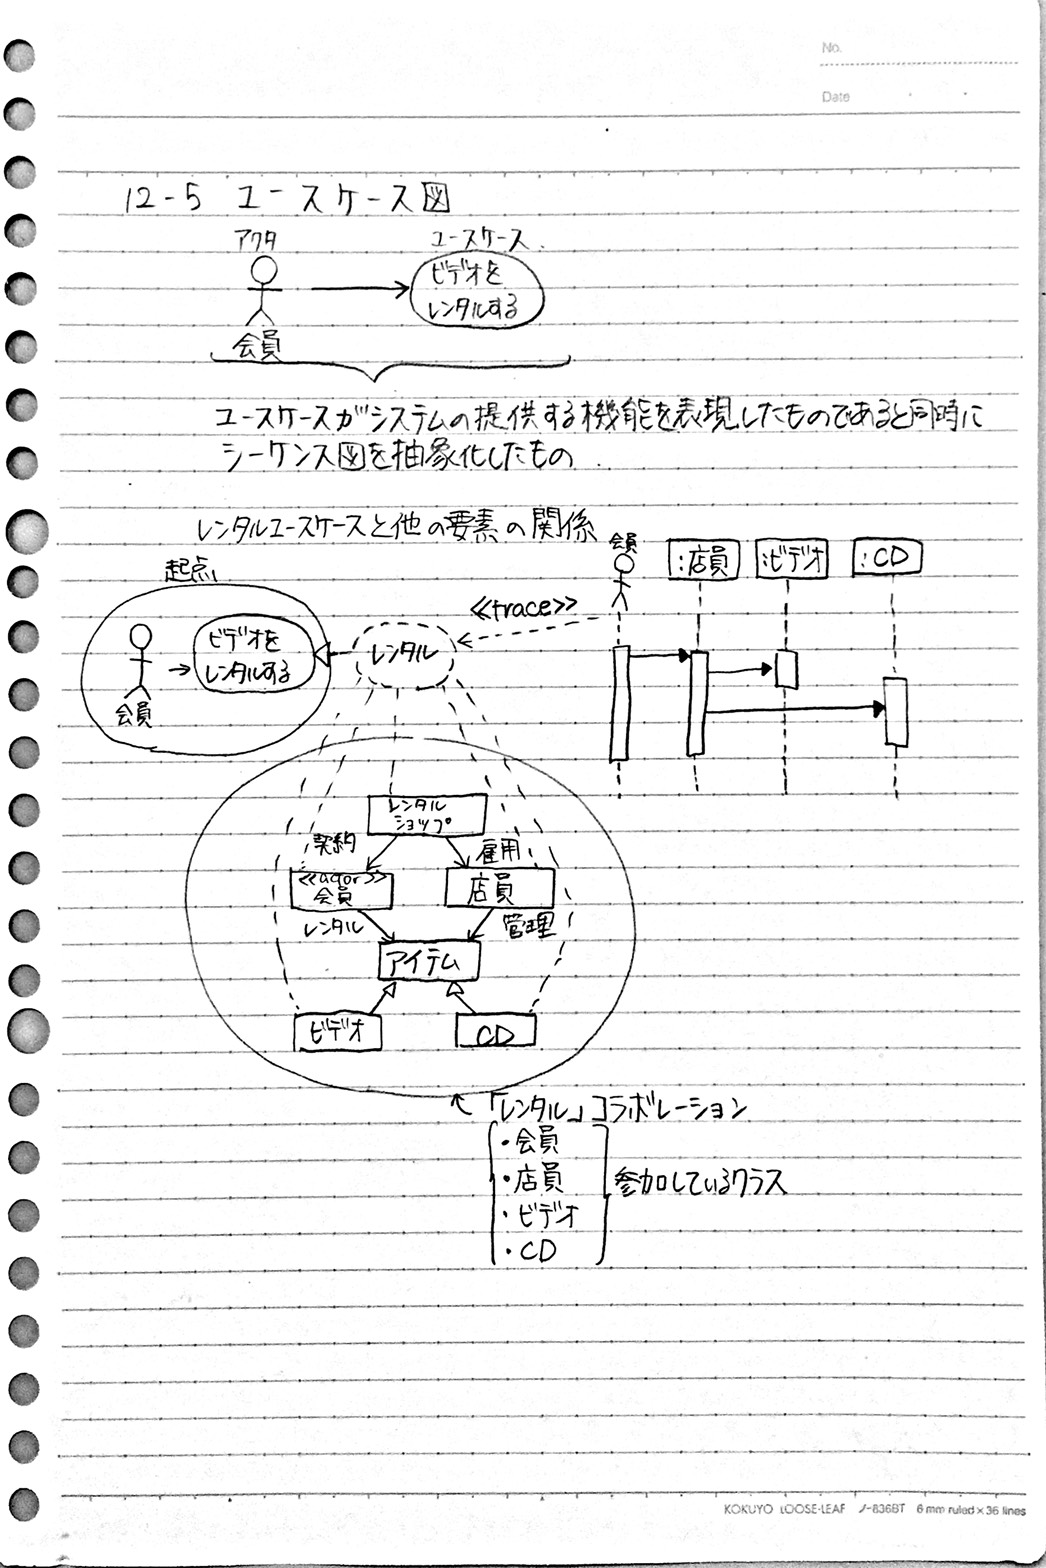 No.
Date
12-5 ユースケース図
アクタ
ユースケース
ビデオを
レンタルする
会員
ユースケースがシステムの提供する機能を表現したものであると同時に
シーケンス図を抽象化したもの
レンタルユースケースと他の要素の関係
会員
:店員
:ビデオ
:CD
起点
<<trace>>
ビデオを
レンタルする
レンタル
会員
レンタル
ショップ
契約
雇用
<<actor>>
会員
店員
レンタル
管理
アイテム
ビデオ
CD
「レンタル」コラボレーション
・会員
・店員
・ビデオ
・CD
参加しているクラス
KOKUYO LOOSE-LEAF ノ-836BT 6 mm ruled×36 lines